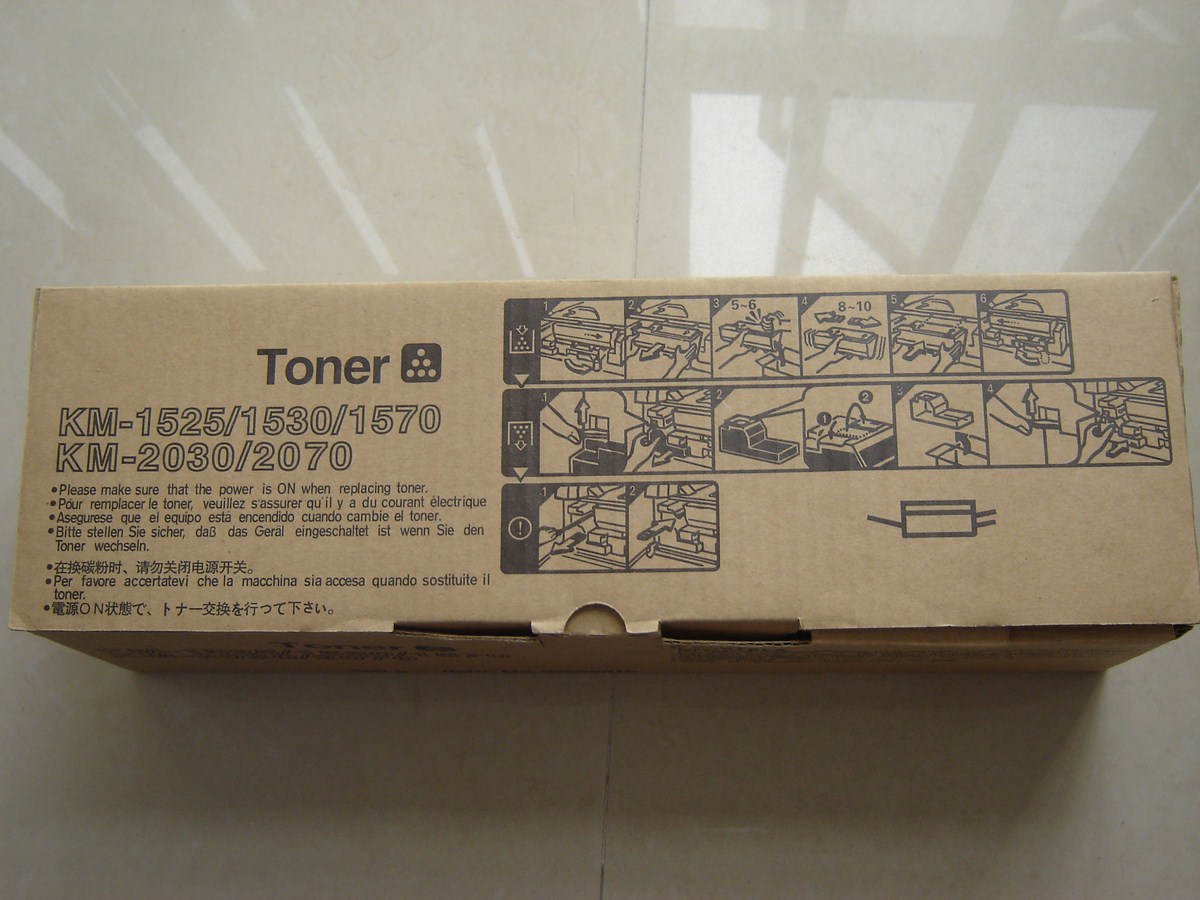 Toner
KM-1525/1530/1570
KM-2030/2070
•Please make sure that the power is ON when replacing toner.
•Pour remplacer le toner, veuillez s'assurer qu'il y a du courant électrique
•Asegurese que el equipo está encendido cuando cambie el toner.
•Bitte stellen Sie sicher, daß das Gerät eingeschaltet ist wenn Sie den
Toner wechseln.
•在换碳粉时、请勿关闭电源开关。
•Per favore accertatevi che la macchina sia accesa quando sostituite il
toner.
•電源ON状態で、トナー交換を行って下さい。
1 2 3 4 5 6
5~6 8~10
1 2 3 4
1 2
1 2
Toner